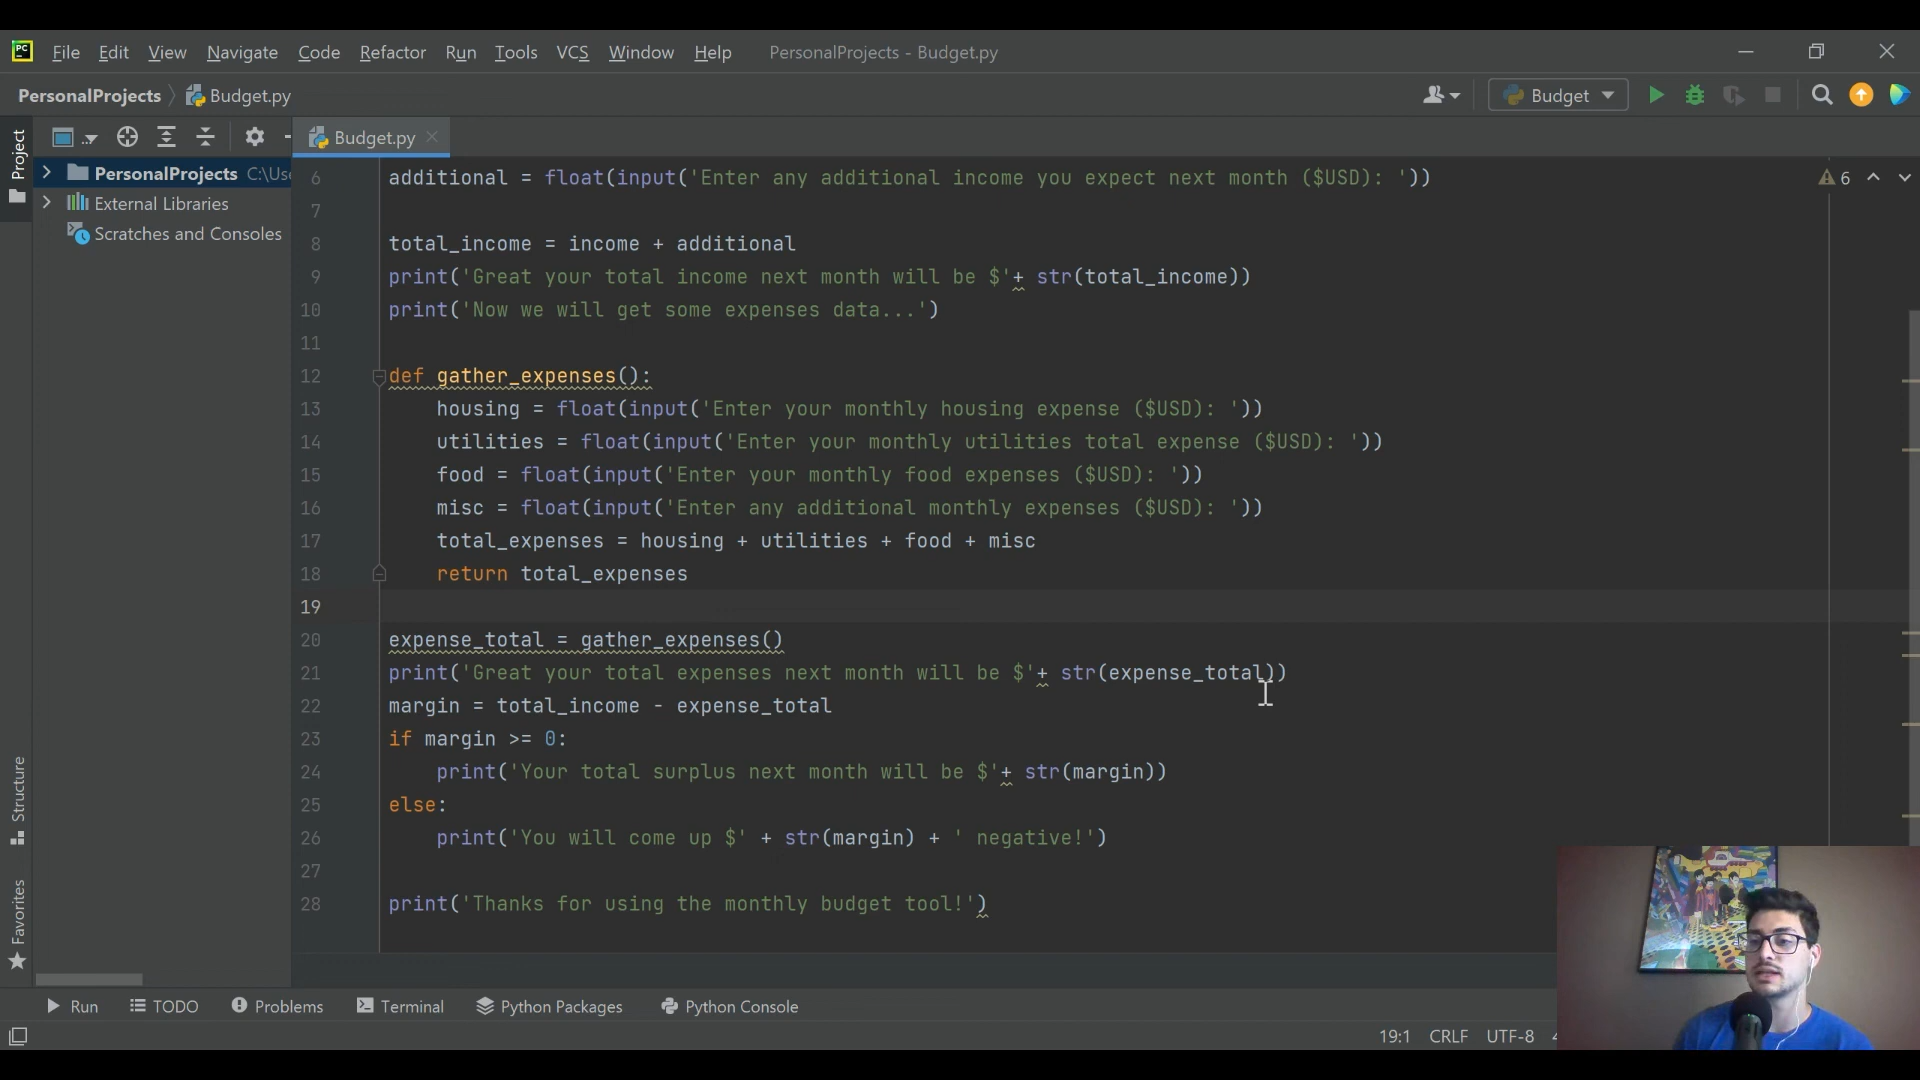 PC File Edit View Navigate Code Refactor Run Tools VCS Window Help PersonalProjects - Budget.py
PersonalProjects Budget.py Budget
Project
Budget.py
PersonalProjects C:\Use
External Libraries
Scratches and Consoles
6 additional = float(input('Enter any additional income you expect next month ($USD): ')) 6
7
8 total_income = income + additional
9 print('Great your total income next month will be $'+ str(total_income))
10 print('Now we will get some expenses data...')
11
12 def gather_expenses():
13 housing = float(input('Enter your monthly housing expense ($USD): '))
14 utilities = float(input('Enter your monthly utilities total expense ($USD): '))
15 food = float(input('Enter your monthly food expenses ($USD): '))
16 misc = float(input('Enter any additional monthly expenses ($USD): '))
17 total_expenses = housing + utilities + food + misc
18 return total_expenses
19
20 expense_total = gather_expenses()
21 print('Great your total expenses next month will be $'+ str(expense_total))
22 margin = total_income - expense_total
23 if margin >= 0:
24 print('Your total surplus next month will be $'+ str(margin))
25 else:
26 print('You will come up $' + str(margin) + ' negative!')
27
28 print('Thanks for using the monthly budget tool!')
Structure
Favorites
Run TODO Problems Terminal Python Packages Python Console
19:1 CRLF UTF-8